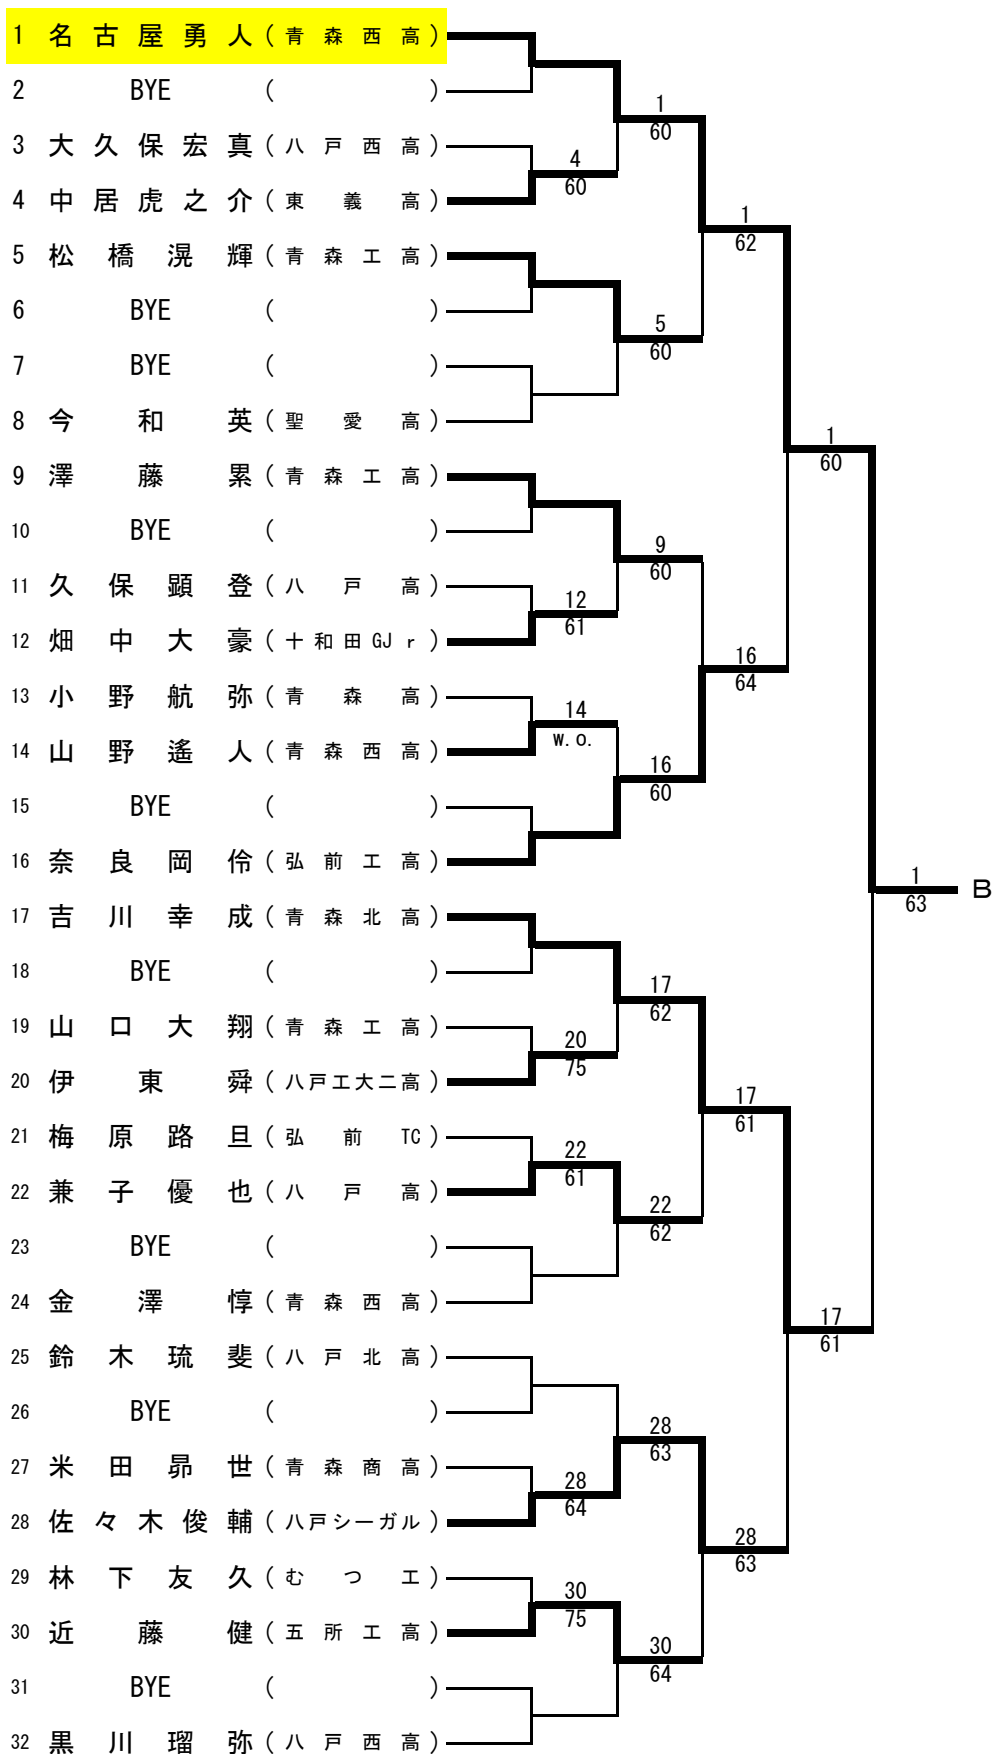 1 名古屋勇人 (青森西高)
2 BYE ( )
1
60
3 大久保宏真 (八戸西高)
4
60
4 中居虎之介 (東義高)
1
62
5 松橋滉輝 (青森工高)
6 BYE ( )
5
60
7 BYE ( )
8 今和英 (聖愛高)
1
60
9 澤藤累 (青森工高)
10 BYE ( )
9
60
11 久保顕登 (八戸高)
12
61
12 畑中大豪 (十和田GJr)
16
64
13 小野航弥 (青森高)
14
w.o.
14 山野遙人 (青森西高)
16
60
15 BYE ( )
16 奈良岡伶 (弘前工高)
1
63
B
17 吉川幸成 (青森北高)
18 BYE ( )
17
62
19 山口大翔 (青森工高)
20
75
20 伊東舜 (八戸工大二高)
17
61
21 梅原路旦 (弘前TC)
22
61
22 兼子優也 (八戸高)
22
62
23 BYE ( )
24 金澤惇 (青森西高)
17
61
25 鈴木琉斐 (八戸北高)
26 BYE ( )
28
63
27 米田昴世 (青森商高)
28
64
28 佐々木俊輔 (八戸シーガル)
28
63
29 林下友久 (むつ工)
30
75
30 近藤健 (五所工高)
30
64
31 BYE ( )
32 黒川瑠弥 (八戸西高)